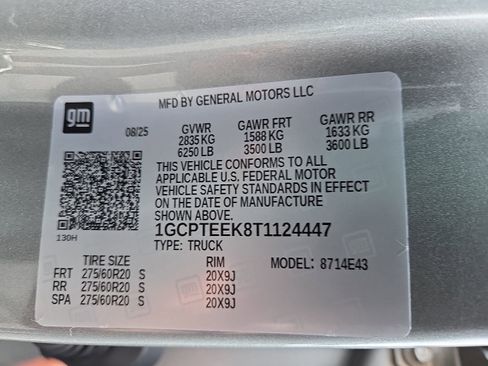 gm
MFD BY GENERAL MOTORS LLC
08/25
GVWR GAWR FRT GAWR RR
2835 KG 1588 KG 1633 KG
6250 LB 3500 LB 3600 LB
THIS VEHICLE CONFORMS TO ALL
APPLICABLE U.S. FEDERAL MOTOR
VEHICLE SAFETY STANDARDS IN EFFECT
ON THE DATE OF MANUFACTURE
SHOWN ABOVE.
130H
1GCPTEEK8T1124447
TYPE: TRUCK
TIRE SIZE RIM MODEL: 8714E43
FRT 275/60R20 S 20X9J
RR 275/60R20 S 20X9J
SPA 275/60R20 S 20X9J